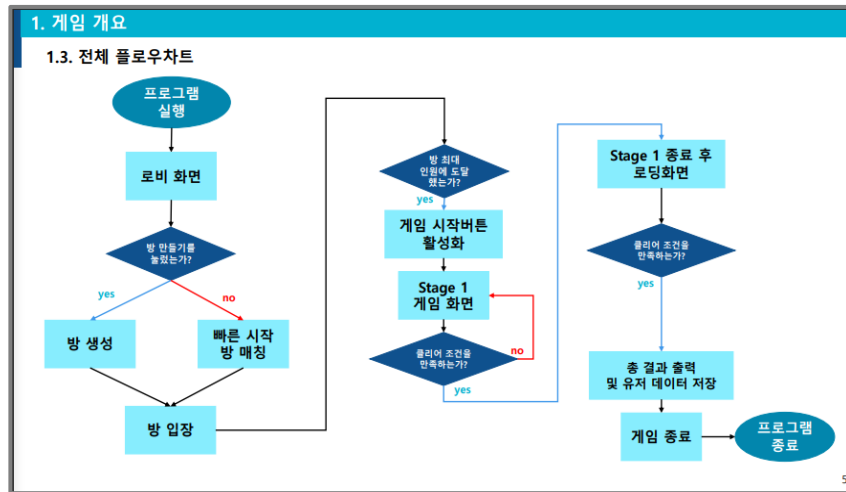 1. 게임 개요
1.3. 전체 플로우차트
프로그램
실행
로비 화면
방 만들기를
눌렀는가?
yes
no
방 생성
빠른 시작
방 매칭
방 입장
방 최대
인원에 도달
했는가?
yes
게임 시작버튼
활성화
Stage 1
게임 화면
클리어 조건을
만족하는가?
no
yes
Stage 1 종료 후
로딩화면
클리어 조건을
만족하는가?
yes
총 결과 출력
및 유저 데이터 저장
게임 종료
프로그램
종료
5